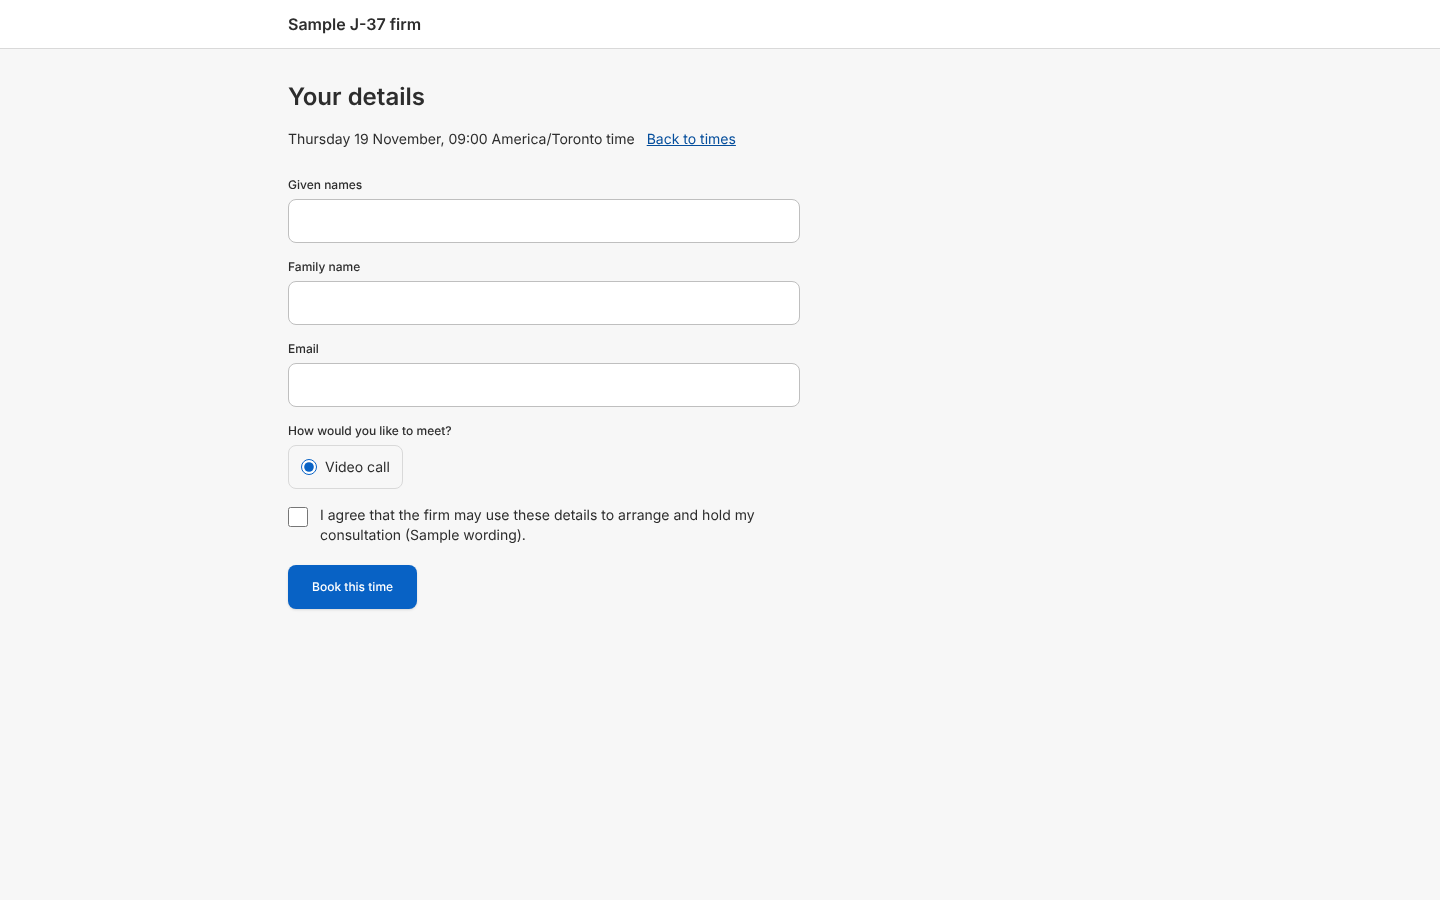 Sample J-37 firm
Your details
Thursday 19 November, 09:00 America/Toronto time Back to times
Given names
Family name
Email
How would you like to meet?
Video call
I agree that the firm may use these details to arrange and hold my
consultation (Sample wording).
Book this time